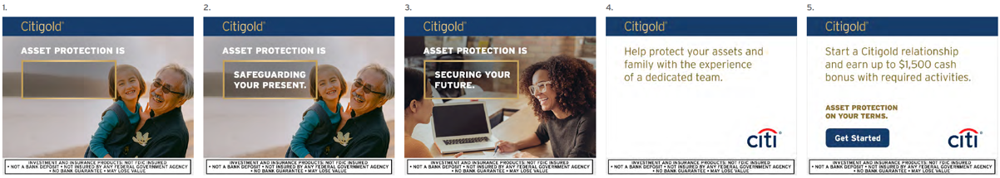 1.
Citigold®
ASSET PROTECTION IS
INVESTMENT AND INSURANCE PRODUCTS: NOT FDIC INSURED
• NOT A BANK DEPOSIT • NOT INSURED BY ANY FEDERAL GOVERNMENT AGENCY
• NO BANK GUARANTEE • MAY LOSE VALUE
2.
Citigold®
ASSET PROTECTION IS
SAFEGUARDING
YOUR PRESENT.
INVESTMENT AND INSURANCE PRODUCTS: NOT FDIC INSURED
• NOT A BANK DEPOSIT • NOT INSURED BY ANY FEDERAL GOVERNMENT AGENCY
• NO BANK GUARANTEE • MAY LOSE VALUE
3.
Citigold®
ASSET PROTECTION IS
SECURING YOUR
FUTURE.
INVESTMENT AND INSURANCE PRODUCTS: NOT FDIC INSURED
• NOT A BANK DEPOSIT • NOT INSURED BY ANY FEDERAL GOVERNMENT AGENCY
• NO BANK GUARANTEE • MAY LOSE VALUE
4.
Citigold®
Help protect your assets and
family with the experience
of a dedicated team.
citi®
INVESTMENT AND INSURANCE PRODUCTS: NOT FDIC INSURED
• NOT A BANK DEPOSIT • NOT INSURED BY ANY FEDERAL GOVERNMENT AGENCY
• NO BANK GUARANTEE • MAY LOSE VALUE
5.
Citigold®
Start a Citigold relationship
and earn up to $1,500 cash
bonus with required activities.
ASSET PROTECTION
ON YOUR TERMS.
Get Started
citi®
INVESTMENT AND INSURANCE PRODUCTS: NOT FDIC INSURED
• NOT A BANK DEPOSIT • NOT INSURED BY ANY FEDERAL GOVERNMENT AGENCY
• NO BANK GUARANTEE • MAY LOSE VALUE